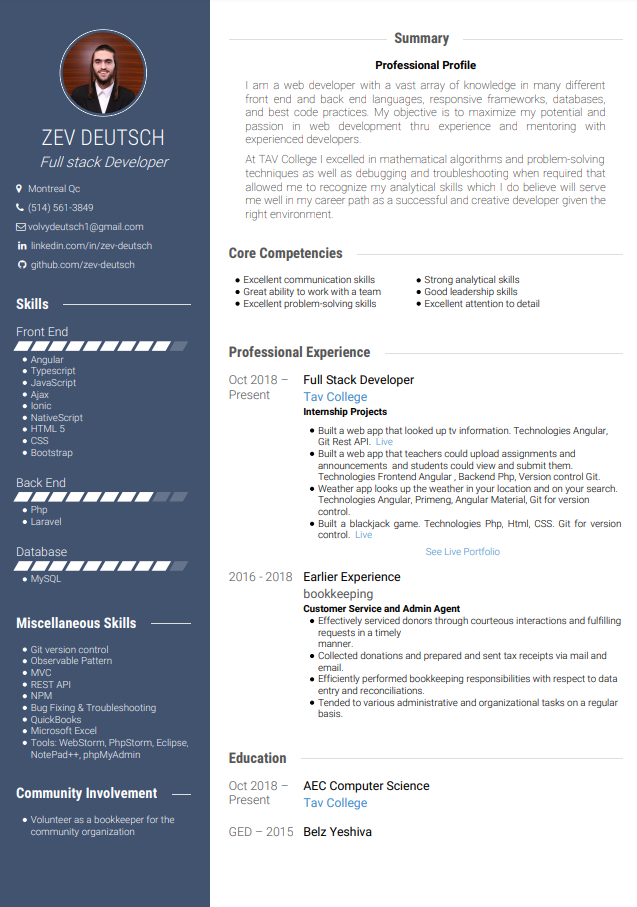 ZEV DEUTSCH
Full stack Developer
Montreal Qc
(514) 561-3849
volvydeutsch1@gmail.com
linkedin.com/in/zev-deutsch
github.com/zev-deutsch
Skills
Front End
Angular
Typescript
JavaScript
Ajax
Ionic
NativeScript
HTML 5
CSS
Bootstrap
Back End
Php
Laravel
Database
MySQL
Miscellaneous Skills
Git version control
Observable Pattern
MVC
REST API
NPM
Bug Fixing & Troubleshooting
QuickBooks
Microsoft Excel
Tools: WebStorm, PhpStorm, Eclipse,
NotePad++, phpMyAdmin
Community Involvement
Volunteer as a bookkeeper for the
community organization
Summary
Professional Profile
I am a web developer with a vast array of knowledge in many different
front end and back end languages, responsive frameworks, databases,
and best code practices. My objective is to maximize my potential and
passion in web development thru experience and mentoring with
experienced developers.
At TAV College I excelled in mathematical algorithms and problem-solving
techniques as well as debugging and troubleshooting when required that
allowed me to recognize my analytical skills which I do believe will serve
me well in my career path as a successful and creative developer given the
right environment.
Core Competencies
Excellent communication skills
Great ability to work with a team
Excellent problem-solving skills
Strong analytical skills
Good leadership skills
Excellent attention to detail
Professional Experience
Oct 2018 –
Present
Full Stack Developer
Tav College
Internship Projects
Built a web app that looked up tv information. Technologies Angular,
Git Rest API. Live
Built a web app that teachers could upload assignments and
announcements and students could view and submit them.
Technologies Frontend Angular , Backend Php, Version control Git.
Weather app looks up the weather in your location and on your search.
Technologies Angular, Primeng, Angular Material, Git for version
control.
Built a blackjack game. Technologies Php, Html, CSS. Git for version
control. Live
See Live Portfolio
2016 - 2018
Earlier Experience
bookkeeping
Customer Service and Admin Agent
Effectively serviced donors through courteous interactions and fulfilling
requests in a timely
manner.
Collected donations and prepared and sent tax receipts via mail and
email.
Efficiently performed bookkeeping responsibilities with respect to data
entry and reconciliations.
Tended to various administrative and organizational tasks on a regular
basis.
Education
Oct 2018 –
Present
AEC Computer Science
Tav College
GED – 2015
Belz Yeshiva